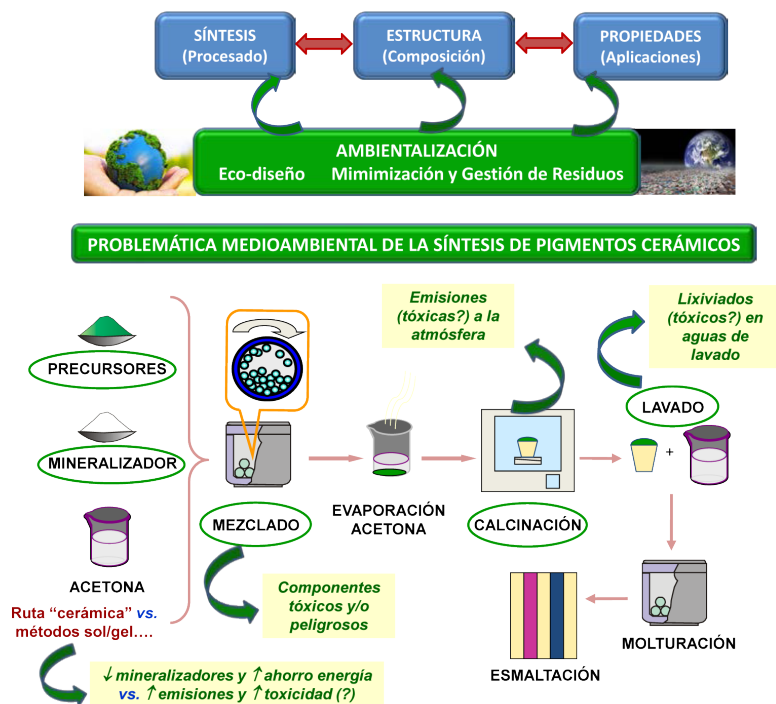 SÍNTESIS
(Procesado)
ESTRUCTURA
(Composición)
PROPIEDADES
(Aplicaciones)
AMBIENTALIZACIÓN
Eco-diseño Mimimización y Gestión de Residuos
PROBLEMÁTICA MEDIOAMBIENTAL DE LA SÍNTESIS DE PIGMENTOS CERÁMICOS
Emisiones
(tóxicas?) a la
atmósfera
Lixiviados
(tóxicos?) en
aguas de
lavado
PRECURSORES
LAVADO
MINERALIZADOR
+
EVAPORACIÓN
ACETONA
MEZCLADO
CALCINACIÓN
ACETONA
Componentes
tóxicos y/o
peligrosos
Ruta “cerámica” vs.
métodos sol/gel….
MOLTURACIÓN
ESMALTACIÓN
↓ mineralizadores y ↑ ahorro energía
vs. ↑ emisiones y ↑ toxicidad (?)